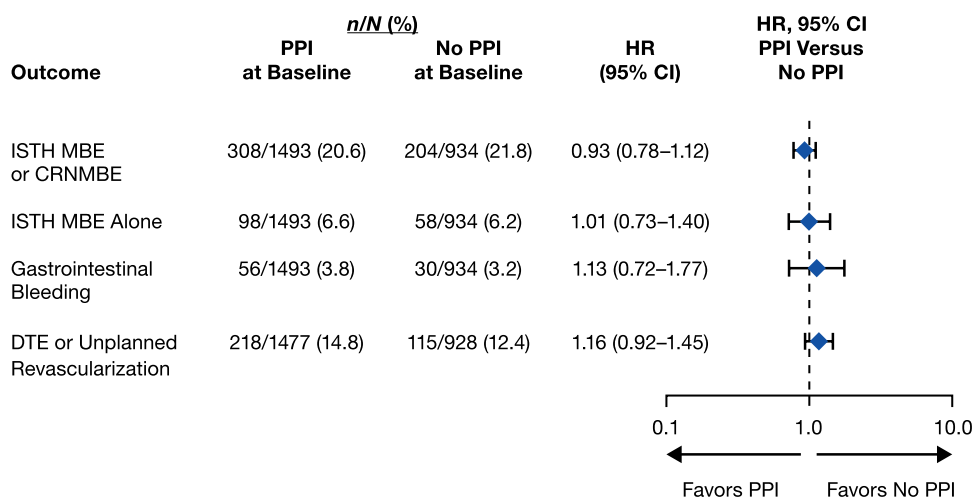 n/N (%)
HR, 95% CI
PPI
No PPI
HR
PPI Versus
Outcome
at Baseline
at Baseline
(95% CI)
No PPI
ISTH MBE
or CRNMBE
308/1493 (20.6)
204/934 (21.8)
0.93 (0.78–1.12)
ISTH MBE Alone
98/1493 (6.6)
58/934 (6.2)
1.01 (0.73–1.40)
Gastrointestinal
Bleeding
56/1493 (3.8)
30/934 (3.2)
1.13 (0.72–1.77)
DTE or Unplanned
Revascularization
218/1477 (14.8)
115/928 (12.4)
1.16 (0.92–1.45)
0.1
1.0
10.0
Favors PPI
Favors No PPI